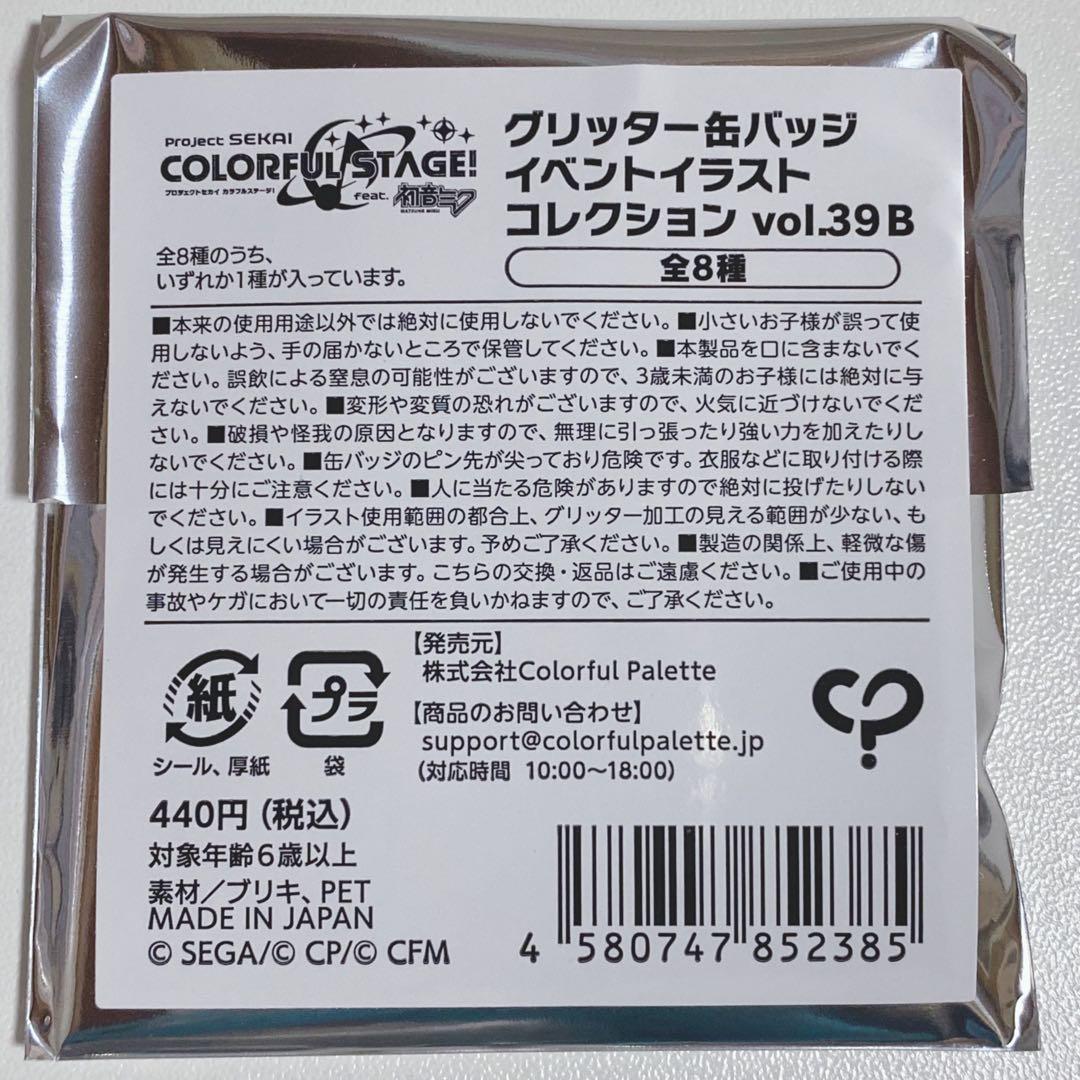 Project SEKAI
COLORFUL STAGE!
プロジェクトセカイ カラフルステージ!
feat. 初音ミク
HATSUNE MIKU
グリッター缶バッジ
イベントイラスト
コレクション vol.39 B
全8種
全8種のうち、
いずれか1種が入っています。
■本来の使用用途以外では絶対に使用しないでください。■小さいお子様が誤って使
用しないよう、手の届かないところで保管してください。■本製品を口に含まないでく
ださい。誤飲による窒息の可能性がございますので、3歳未満のお子様には絶対に与
えないでください。■変形や変質の恐れがございますので、火気に近づけないでくだ
さい。■破損や怪我の原因となりますので、無理に引っ張ったり強い力を加えたりし
ないでください。■缶バッジのピン先が尖っており危険です。衣服などに取り付ける際
には十分にご注意ください。■人に当たる危険がありますので絶対に投げたりしない
でください。■イラスト使用範囲の都合上、グリッター加工の見える範囲が少ない、も
しくは見えにくい場合がございます。予めご了承ください。■製造の関係上、軽微な傷
が発生する場合がございます。こちらの交換・返品はご遠慮ください。■ご使用中の
事故やケガにおいて一切の責任を負いかねますので、ご了承ください。
紙
シール、厚紙
プラ
袋
【発売元】
株式会社Colorful Palette
【商品のお問い合わせ】
support@colorfulpalette.jp
(対応時間 10:00〜18:00)
440円(税込)
対象年齢6歳以上
素材/ブリキ、PET
MADE IN JAPAN
© SEGA/© CP/© CFM
4 580747 852385